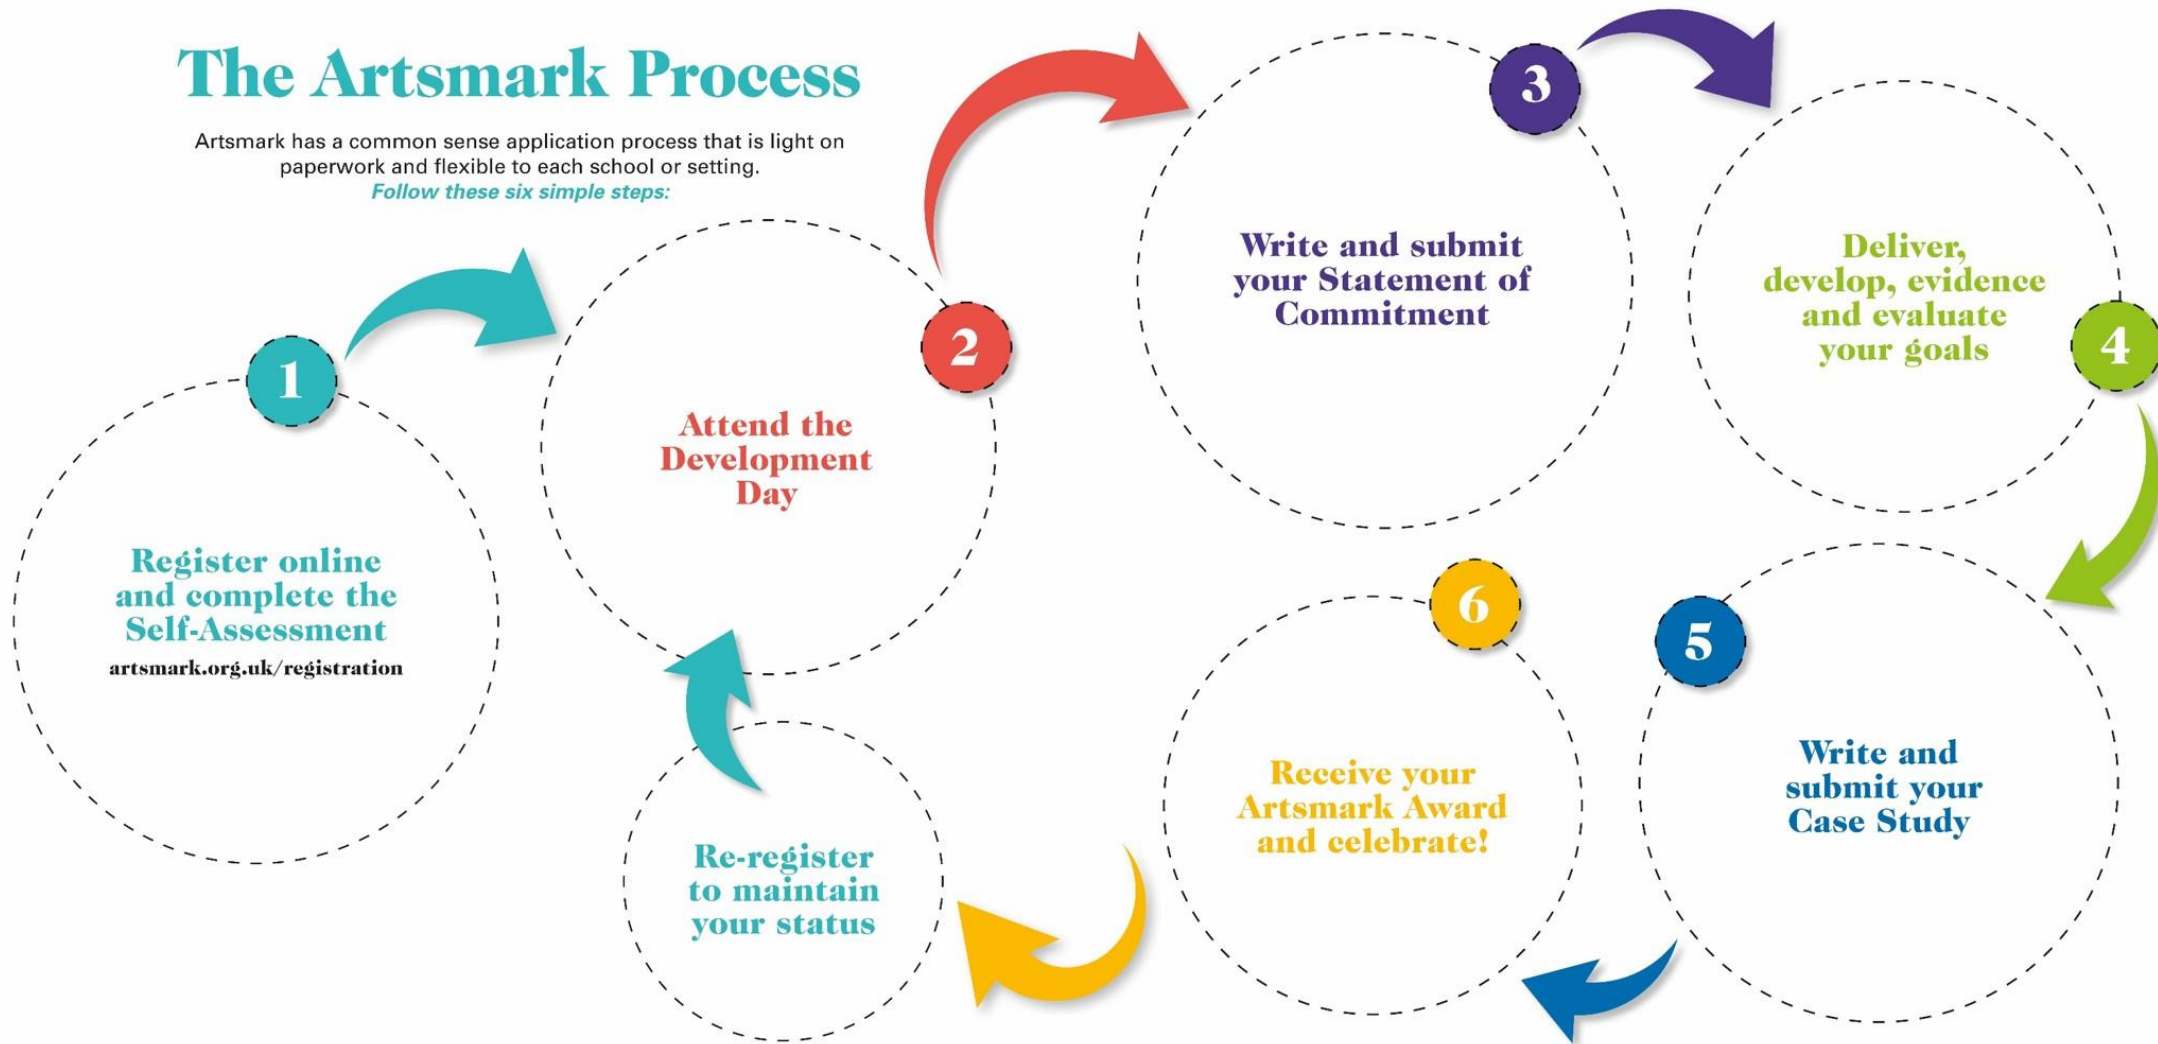 The Artsmark Process
Artsmark has a common sense application process that is light on
paperwork and flexible to each school or setting.
Follow these six simple steps:
1
Register online
and complete the
Self-Assessment
artsmark.org.uk/registration
2
Attend the
Development
Day
3
Write and submit
your Statement of
Commitment
4
Deliver,
develop, evidence
and evaluate
your goals
5
Write and
submit your
Case Study
6
Receive your
Artsmark Award
and celebrate!
Re-register
to maintain
your status